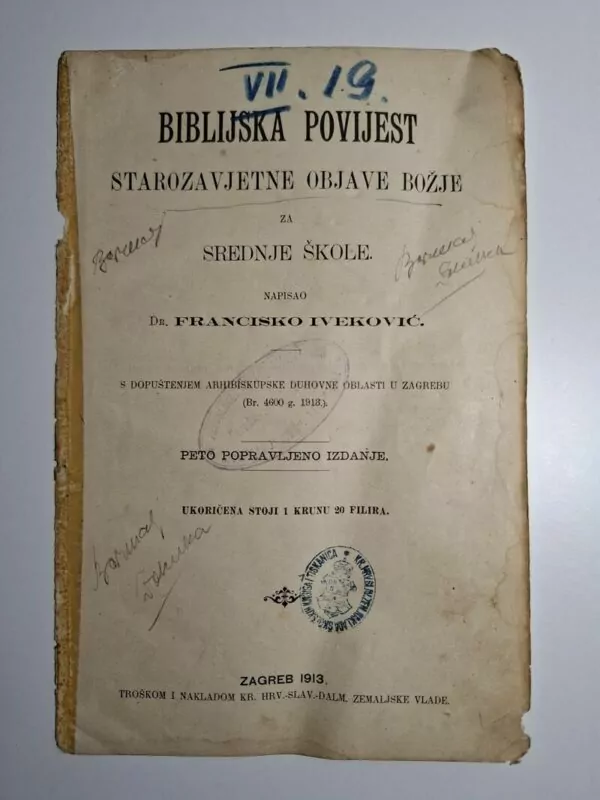 VII. 19.
BIBLIJSKA POVIJEST
STAROZAVJETNE OBJAVE BOŽJE
ZA
SREDNJE ŠKOLE.
NAPISAO
DR. FRANCISKO IVEKOVIĆ.
S DOPUŠTENJEM ARHIBISKUPSKE DUHOVNE OBLASTI U ZAGREBU
(Br. 4600 g. 1913.).
PETO POPRAVLJENO IZDANJE.
UKORIČENA STOJI 1 KRUNU 20 FILIRA.
ZAGREB 1913.
TROŠKOM I NAKLADOM KR. HRV.-SLAV.-DALM. ZEMALJSKE VLADE.